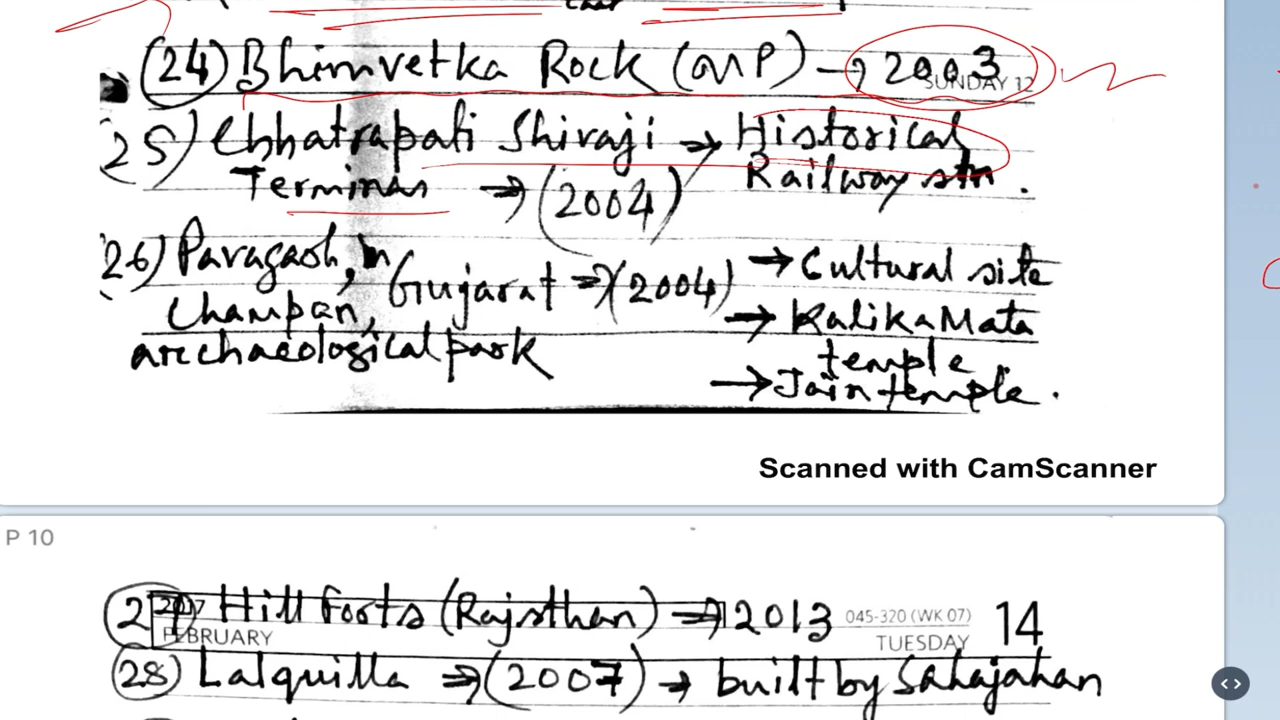 (24) Bhimvetka Rock (MP) → 2003
SUNDAY 12
25) Chhatrapati Shivaji → Historical
Terminas ⇒ (2004) Railway stn.
26) Pavagash, in Gujarat ⇒ (2004) → Cultural site
Champan, → Kalika Mata
archaeological park temple
→ Jain temple.
Scanned with CamScanner
P 10
(27) Hill Forts (Rajsthan) ⇒ 2013 045-320 (WK 07) 14
FEBRUARY TUESDAY
(28) Lalquilla ⇒ (2007) → built by Sahajahan